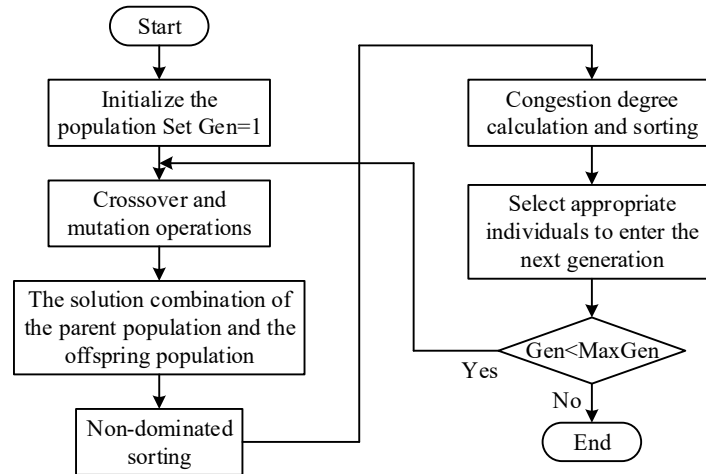 Start
Initialize the
population Set Gen=1
Crossover and
mutation operations
The solution combination of
the parent population and the
offspring population
Non-dominated
sorting
Congestion degree
calculation and sorting
Select appropriate
individuals to enter the
next generation
Gen<MaxGen
Yes
No
End